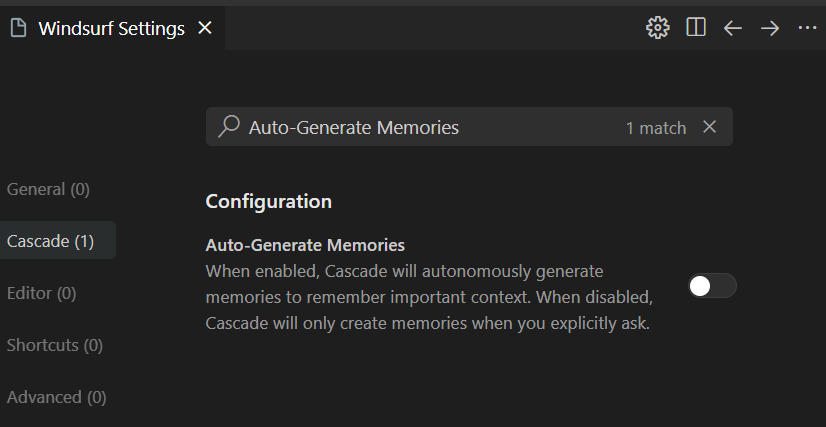 Windsurf Settings
Auto-Generate Memories
1 match
General (0)
Cascade (1)
Editor (0)
Shortcuts (0)
Advanced (0)
Configuration
Auto-Generate Memories
When enabled, Cascade will autonomously generate
memories to remember important context. When disabled,
Cascade will only create memories when you explicitly ask.